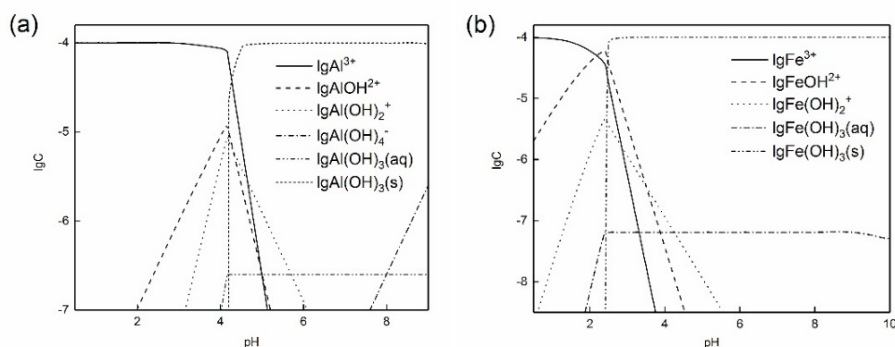 (a)
-4
-5
-6
-7
lgC
2
4
6
8
pH
lgAl³⁺
lgAlOH²⁺
lgAl(OH)₂⁺
lgAl(OH)₄⁻
lgAl(OH)₃(aq)
lgAl(OH)₃(s)
(b)
-4
-5
-6
-7
-8
lgC
2
4
6
8
10
pH
lgFe³⁺
lgFeOH²⁺
lgFe(OH)₂⁺
lgFe(OH)₃(aq)
lgFe(OH)₃(s)